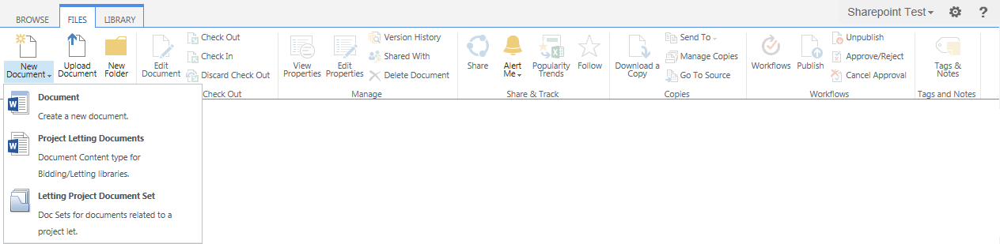 BROWSE FILES LIBRARY Sharepoint Test ?
New Document Upload Document New Folder Edit Document Check Out
Check In
Discard Check Out
View Properties Edit Properties Version History
Shared With
Delete Document
Share Alert Me Popularity Trends Follow
Download a Copy Send To
Manage Copies
Go To Source
Workflows Publish Unpublish
Approve/Reject
Cancel Approval
Tags & Notes
Check Out Manage Share & Track Copies Workflows Tags and Notes
Document
Create a new document.
Project Letting Documents
Document Content type for
Bidding/Letting libraries.
Letting Project Document Set
Doc Sets for documents related to a
project let.